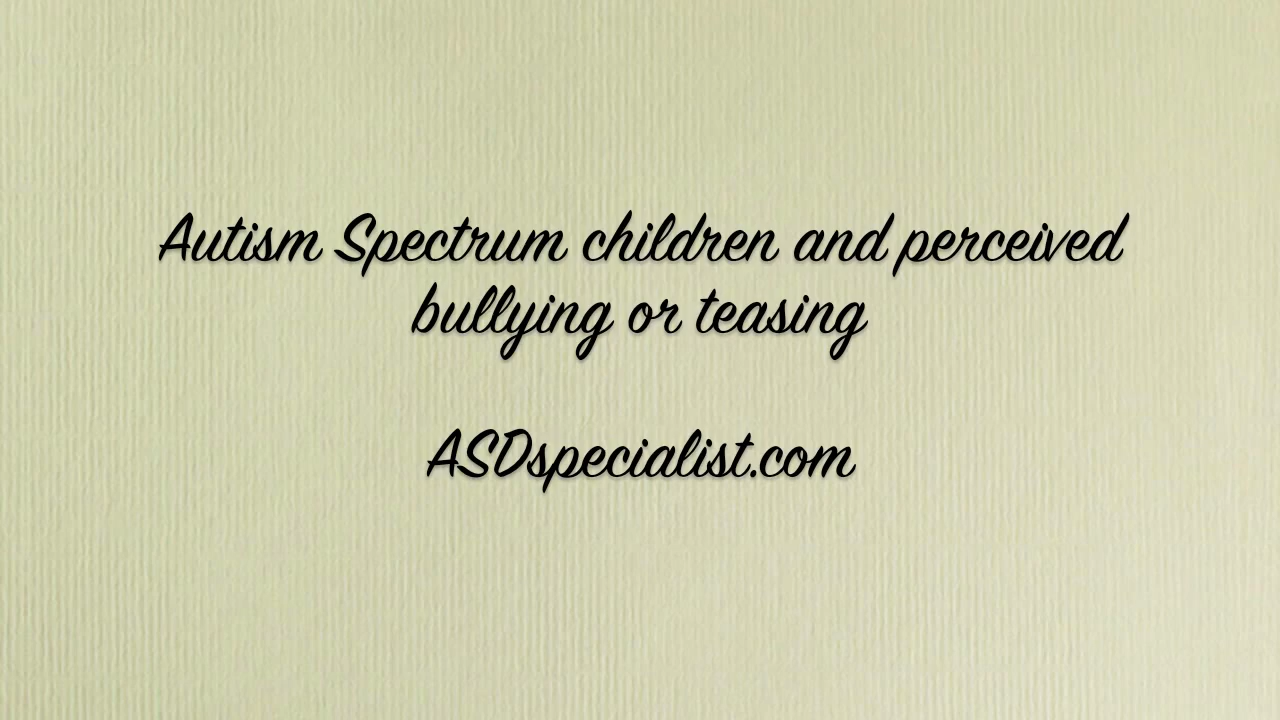 Autism Spectrum children and perceived
bullying or teasing
ASDspecialist.com